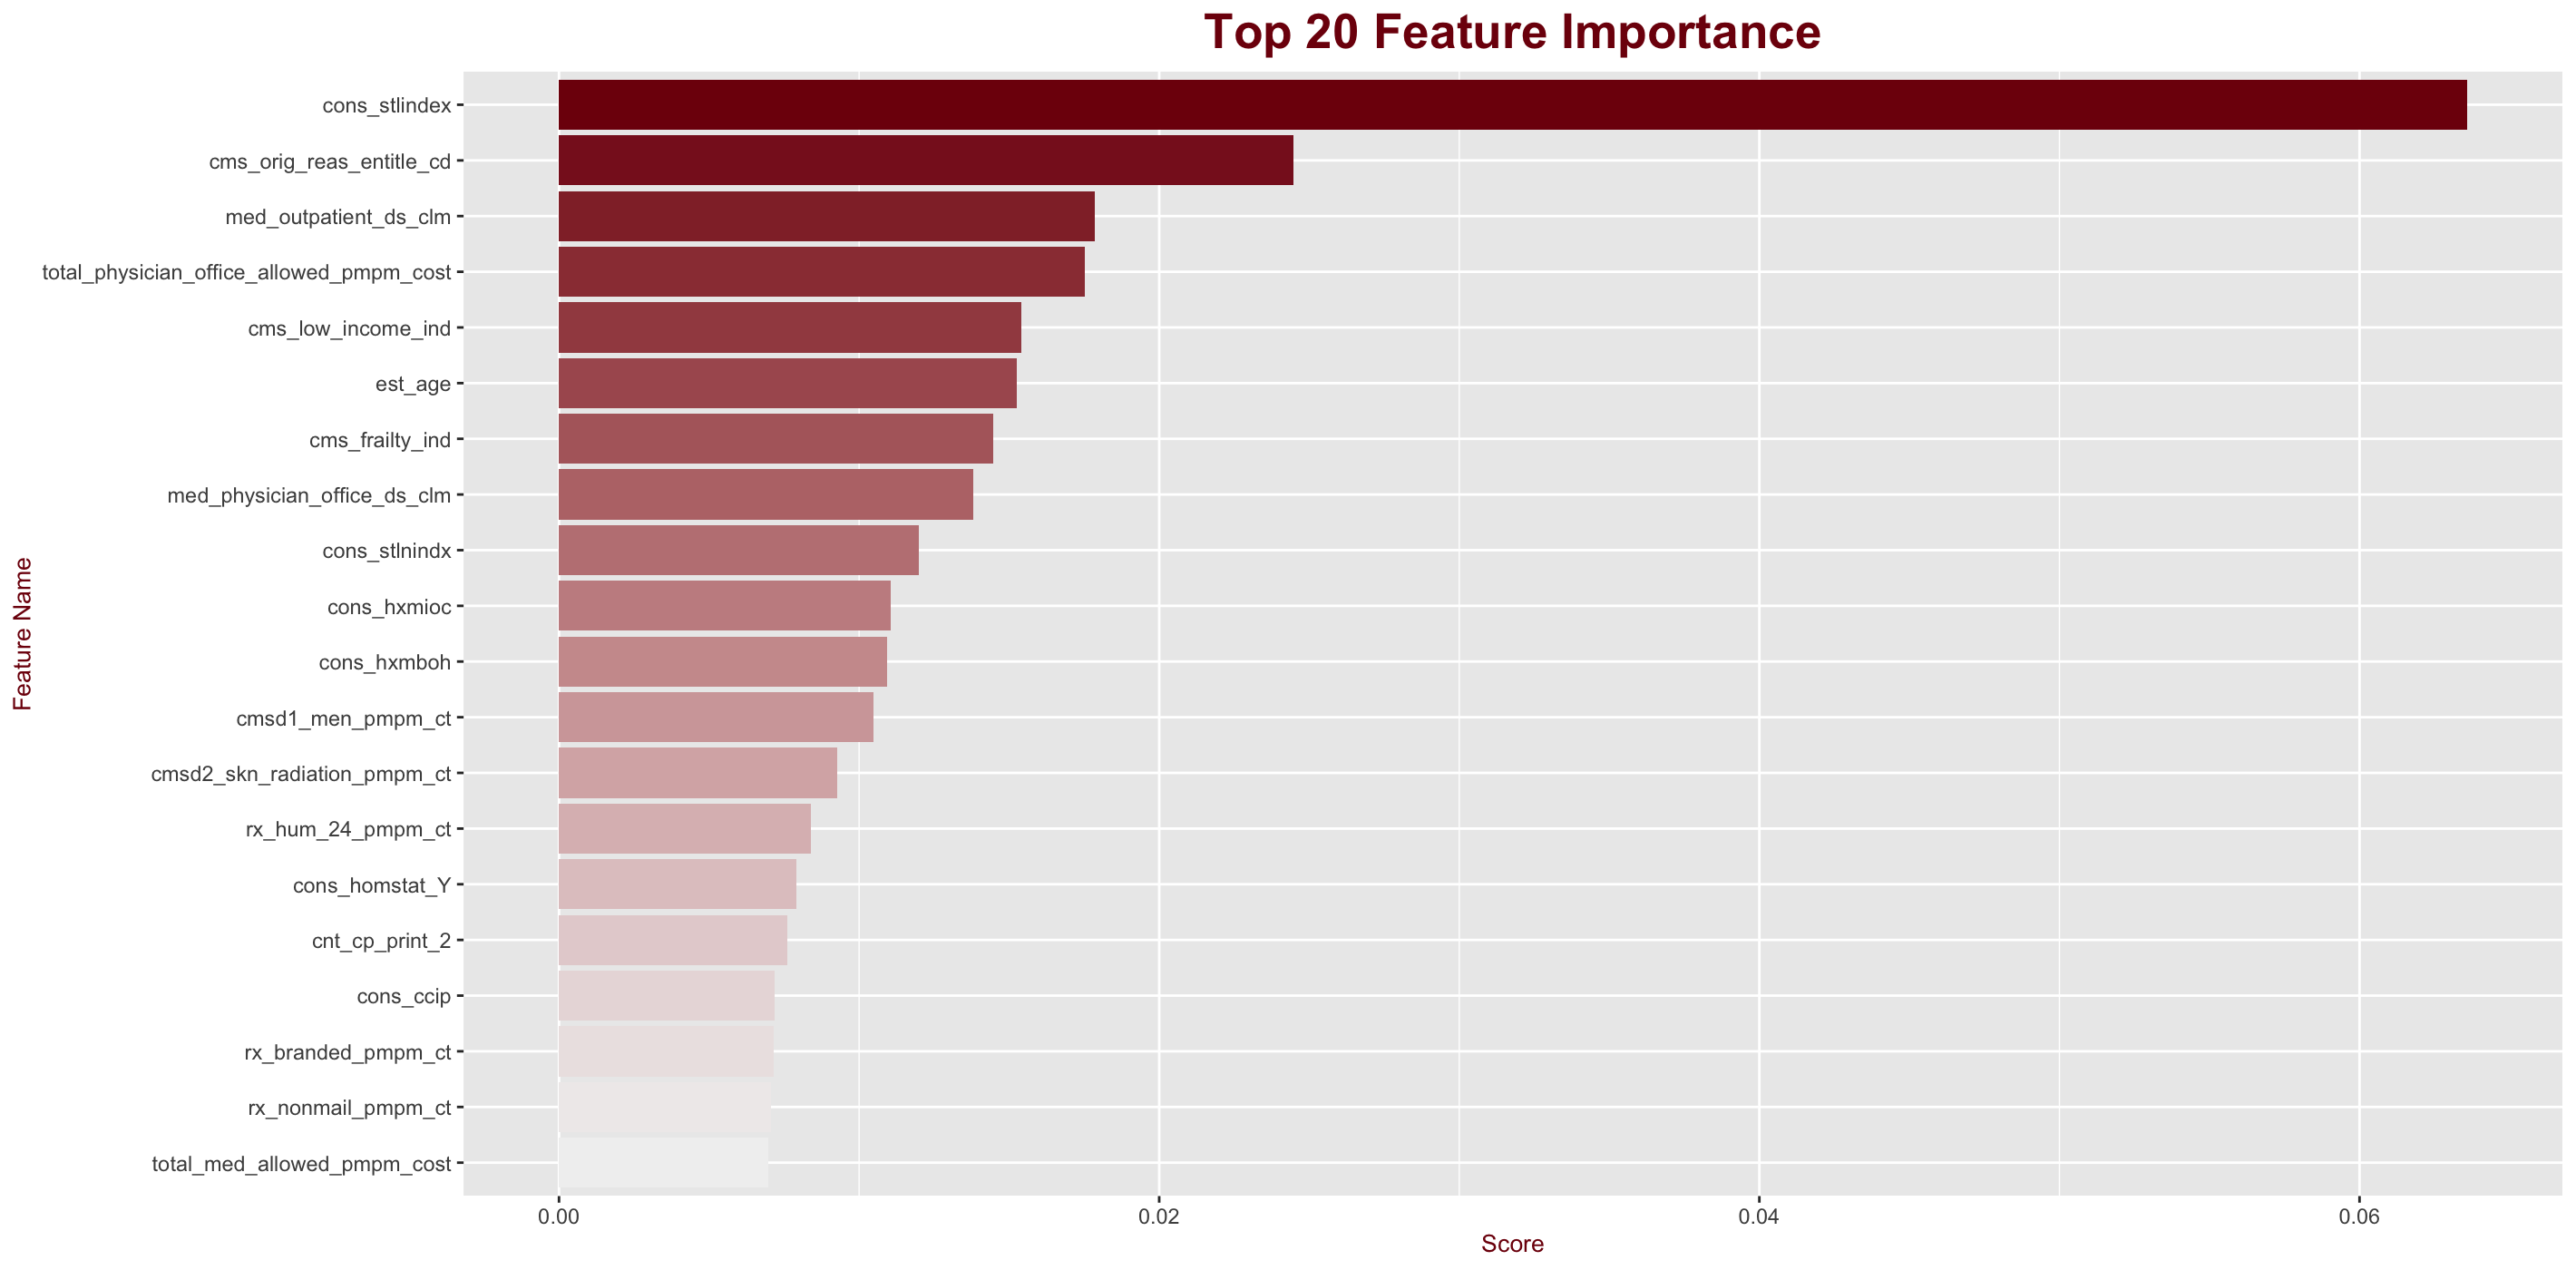 Top 20 Feature Importance
Feature Name
cons_stlindex
cms_orig_reas_entitle_cd
med_outpatient_ds_clm
total_physician_office_allowed_pmpm_cost
cms_low_income_ind
est_age
cms_frailty_ind
med_physician_office_ds_clm
cons_stlnindx
cons_hxmioc
cons_hxmboh
cmsd1_men_pmpm_ct
cmsd2_skn_radiation_pmpm_ct
rx_hum_24_pmpm_ct
cons_homstat_Y
cnt_cp_print_2
cons_ccip
rx_branded_pmpm_ct
rx_nonmail_pmpm_ct
total_med_allowed_pmpm_cost
0.00 0.02 0.04 0.06
Score